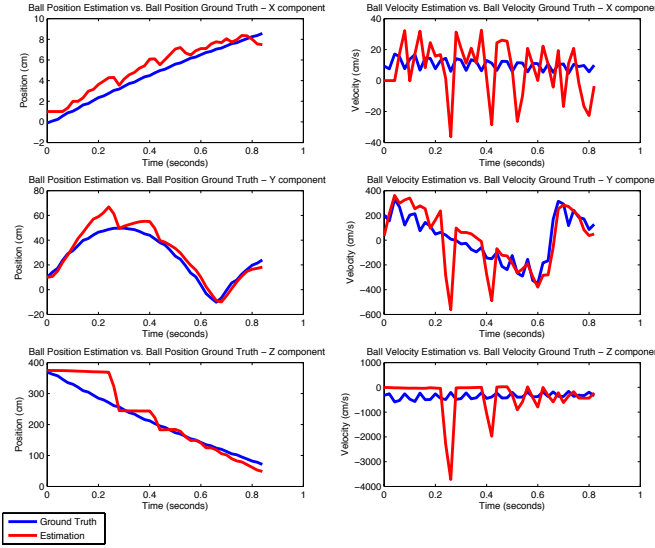 Ball Position Estimation vs. Ball Position Ground Truth − X component
10
8
6
4
2
0
−2
Position (cm)
0 0.2 0.4 0.6 0.8 1
Time (seconds)
Ball Velocity Estimation vs. Ball Velocity Ground Truth − X compone
40
20
0
−20
−40
Velocity (cm/s)
0 0.2 0.4 0.6 0.8 1
Time (seconds)
Ball Position Estimation vs. Ball Position Ground Truth − Y component
80
60
40
20
0
−20
Position (cm)
0 0.2 0.4 0.6 0.8 1
Time (seconds)
Ball Velocity Estimation vs. Ball Velocity Ground Truth − Y compone
400
200
0
−200
−400
−600
Velocity (cm/s)
0 0.2 0.4 0.6 0.8 1
Time (seconds)
Ball Position Estimation vs. Ball Position Ground Truth − Z component
400
300
200
100
0
Position (cm)
0 0.2 0.4 0.6 0.8 1
Time (seconds)
Ball Velocity Estimation vs. Ball Velocity Ground Truth − Z compone
1000
0
−1000
−2000
−3000
−4000
Velocity (cm/s)
0 0.2 0.4 0.6 0.8 1
Time (seconds)
Ground Truth
Estimation